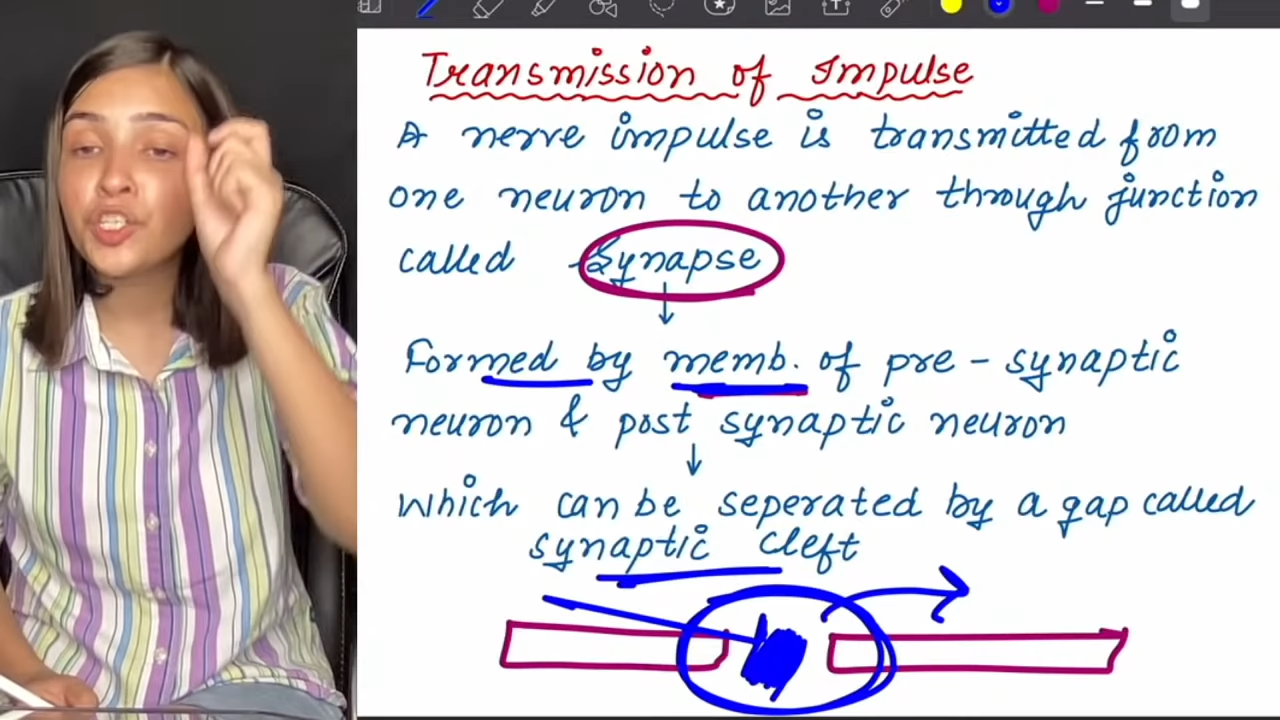 Transmission of Impulse
A nerve impulse is transmitted from
one neuron to another through junction
called Synapse
Formed by memb. of pre-synaptic
neuron & post synaptic neuron
Which can be seperated by a gap called
synaptic cleft